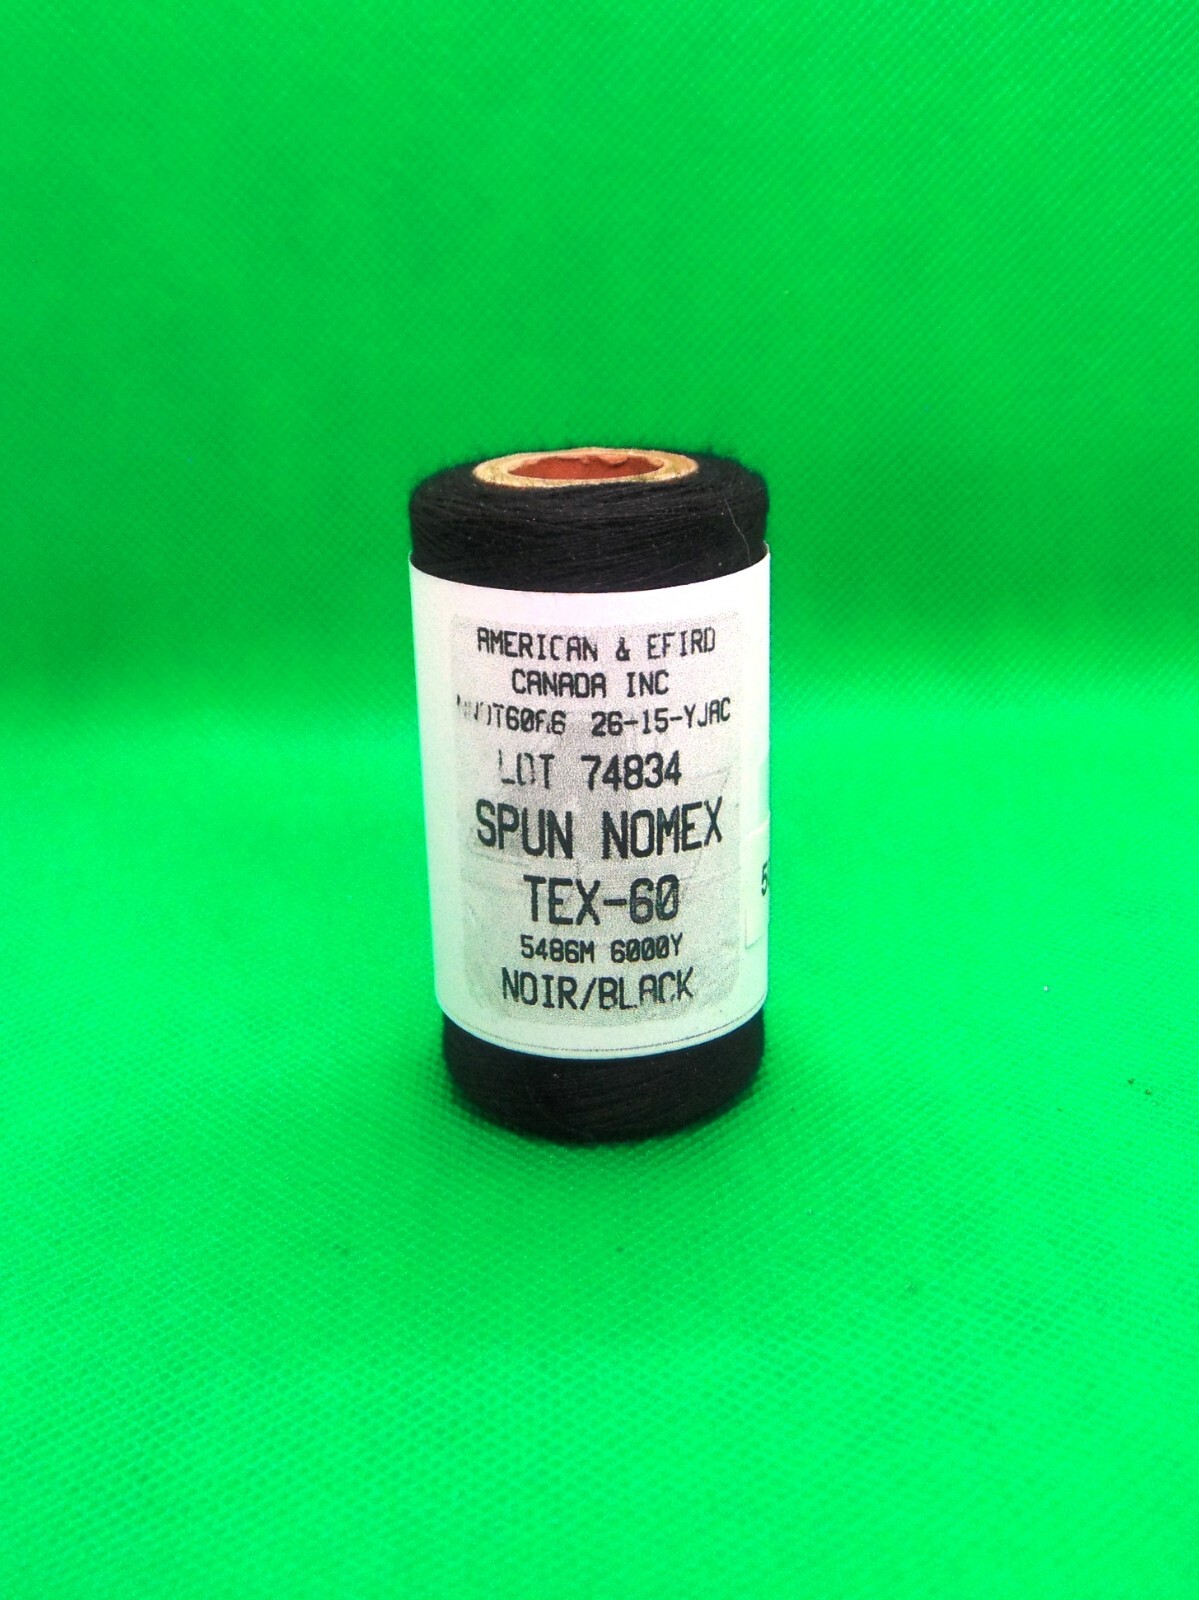 AMERICAN & EFIRD
CANADA INC
26-15-YJAC
LOT 74834
SPUN NOMEX
TEX-60
5486M 6000Y
NOIR/BLACK